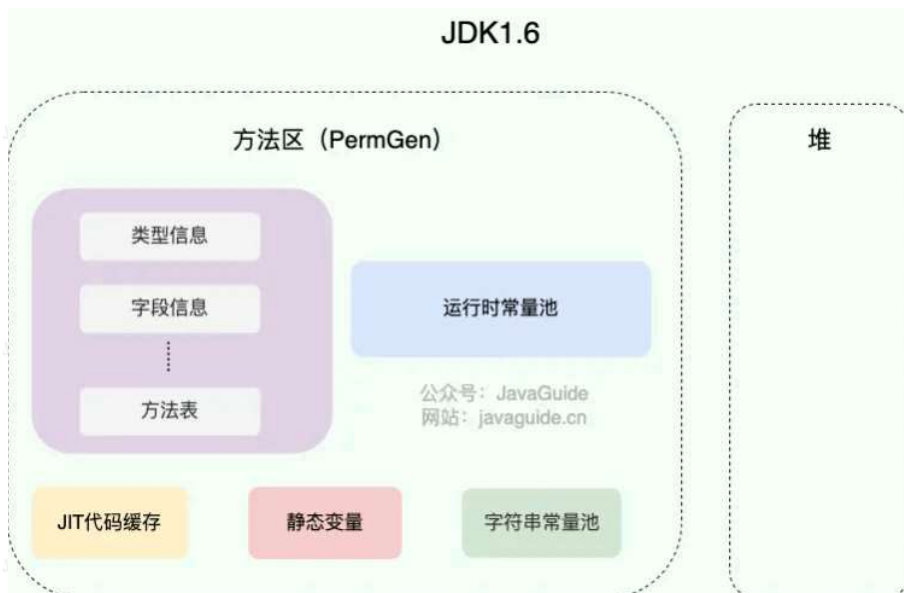 JDK1.6
方法区（PermGen）
堆
类型信息
字段信息
运行时常量池
方法表
公众号：JavaGuide
网站：javaguide.cn
JIT代码缓存
静态变量
字符串常量池